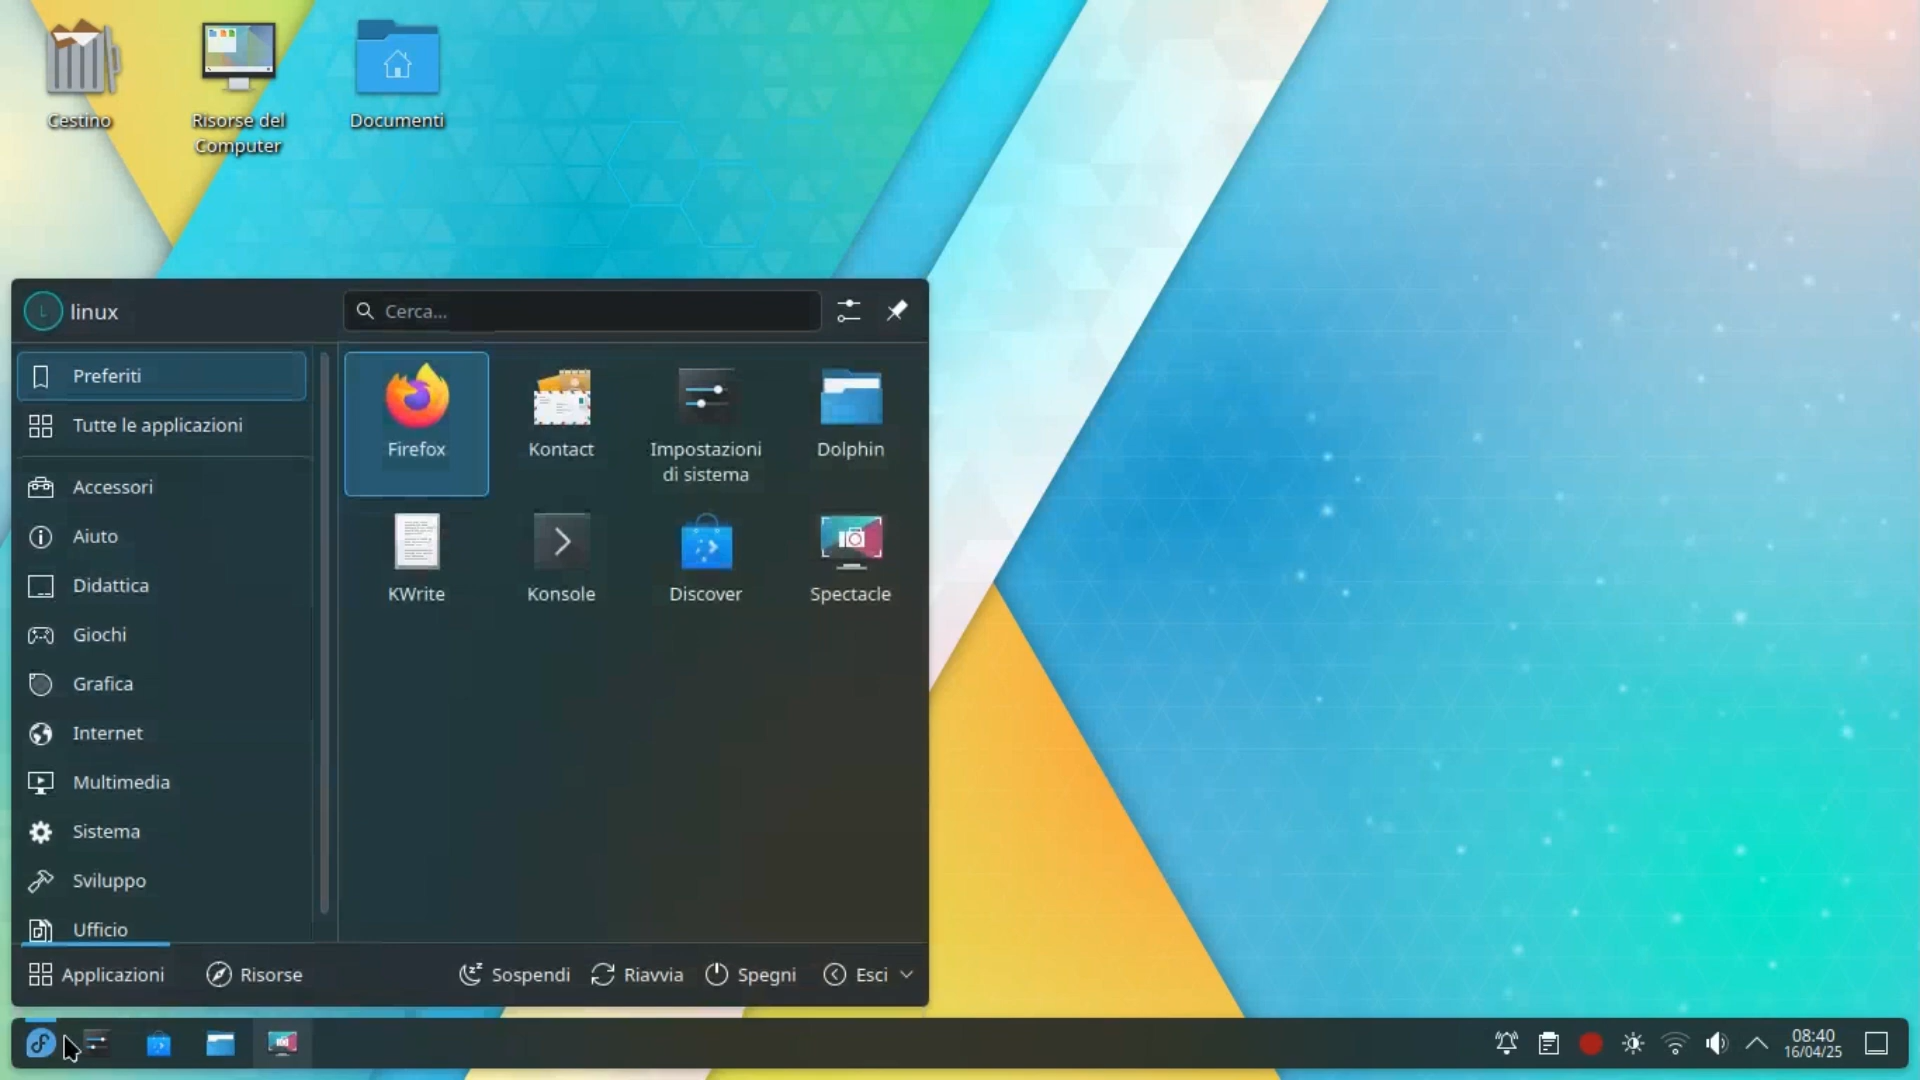 Cestino
Risorse del
Computer
Documenti
L
linux
Cerca...
Preferiti
Tutte le applicazioni
Accessori
Aiuto
Didattica
Giochi
Grafica
Internet
Multimedia
Sistema
Sviluppo
Ufficio
Firefox
Kontact
Impostazioni
di sistema
Dolphin
KWrite
Konsole
Discover
Spectacle
Applicazioni
Risorse
Sospendi
Riavvia
Spegni
Esci
08:40
16/04/25